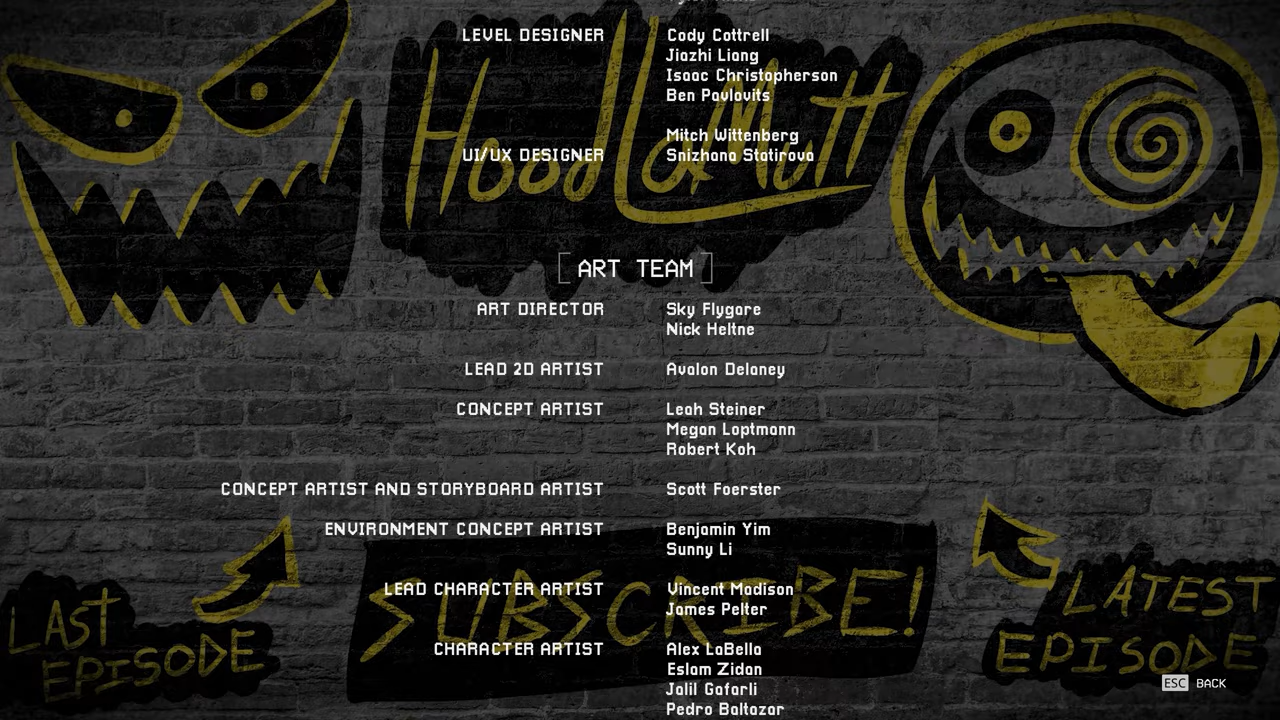 LEVEL DESIGNER Cody Cottrell
Jiazhi Liang
Isaac Christopherson
Ben Pavlovits
Mitch Wittenberg
UI/UX DESIGNER Snizhana Statirova
Hood LaMutt
[ART TEAM]
ART DIRECTOR Sky Flygare
Nick Heltne
LEAD 2D ARTIST Avalon Delaney
CONCEPT ARTIST Leah Steiner
Megan Laptmann
Robert Koh
CONCEPT ARTIST AND STORYBOARD ARTIST Scott Foerster
ENVIRONMENT CONCEPT ARTIST Benjamin Yim
Sunny Li
LEAD CHARACTER ARTIST Vincent Madison
James Pelter
SUBSCRIBE!
CHARACTER ARTIST Alex LaBella
Eslam Zidan
Jalil Gafarli
Pedro Baltazar
LAST
EPISODE
LATEST
EPISODE
ESC BACK